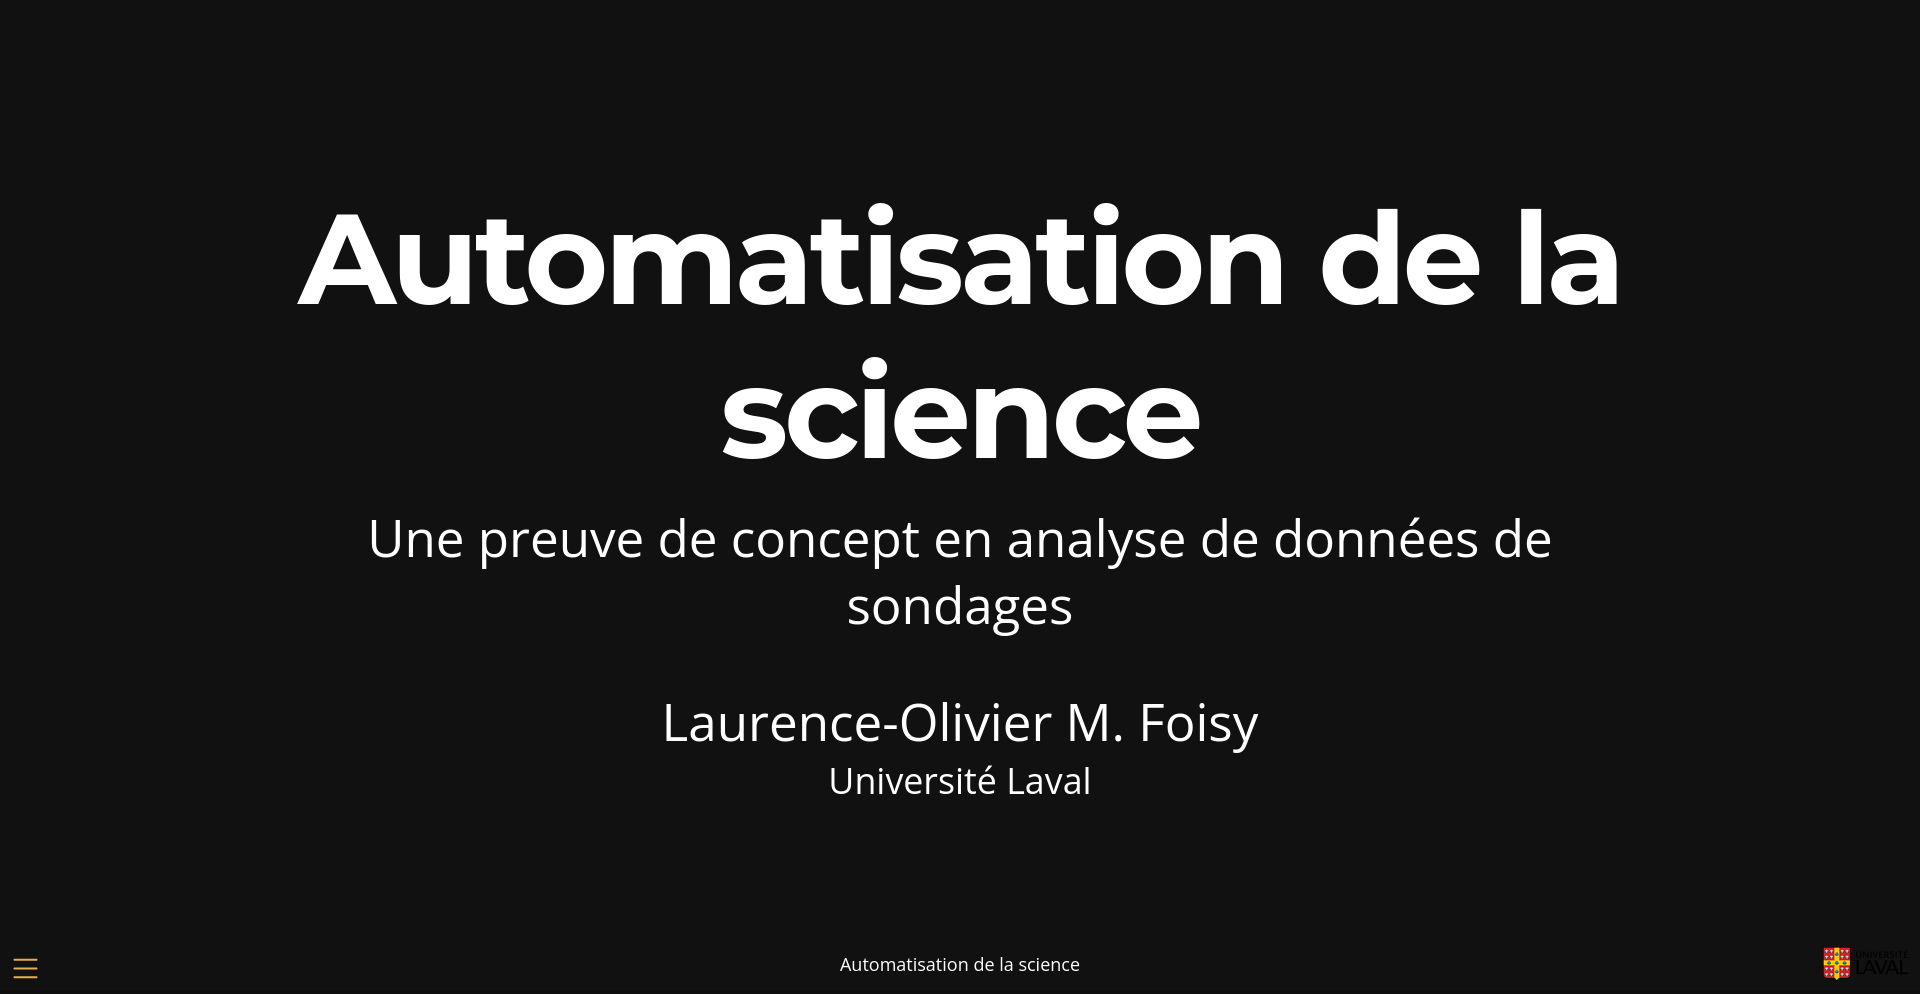 Automatisation de la
science
Une preuve de concept en analyse de données de
sondages
Laurence-Olivier M. Foisy
Université Laval
Automatisation de la science
UNIVERSITÉ
LAVAL